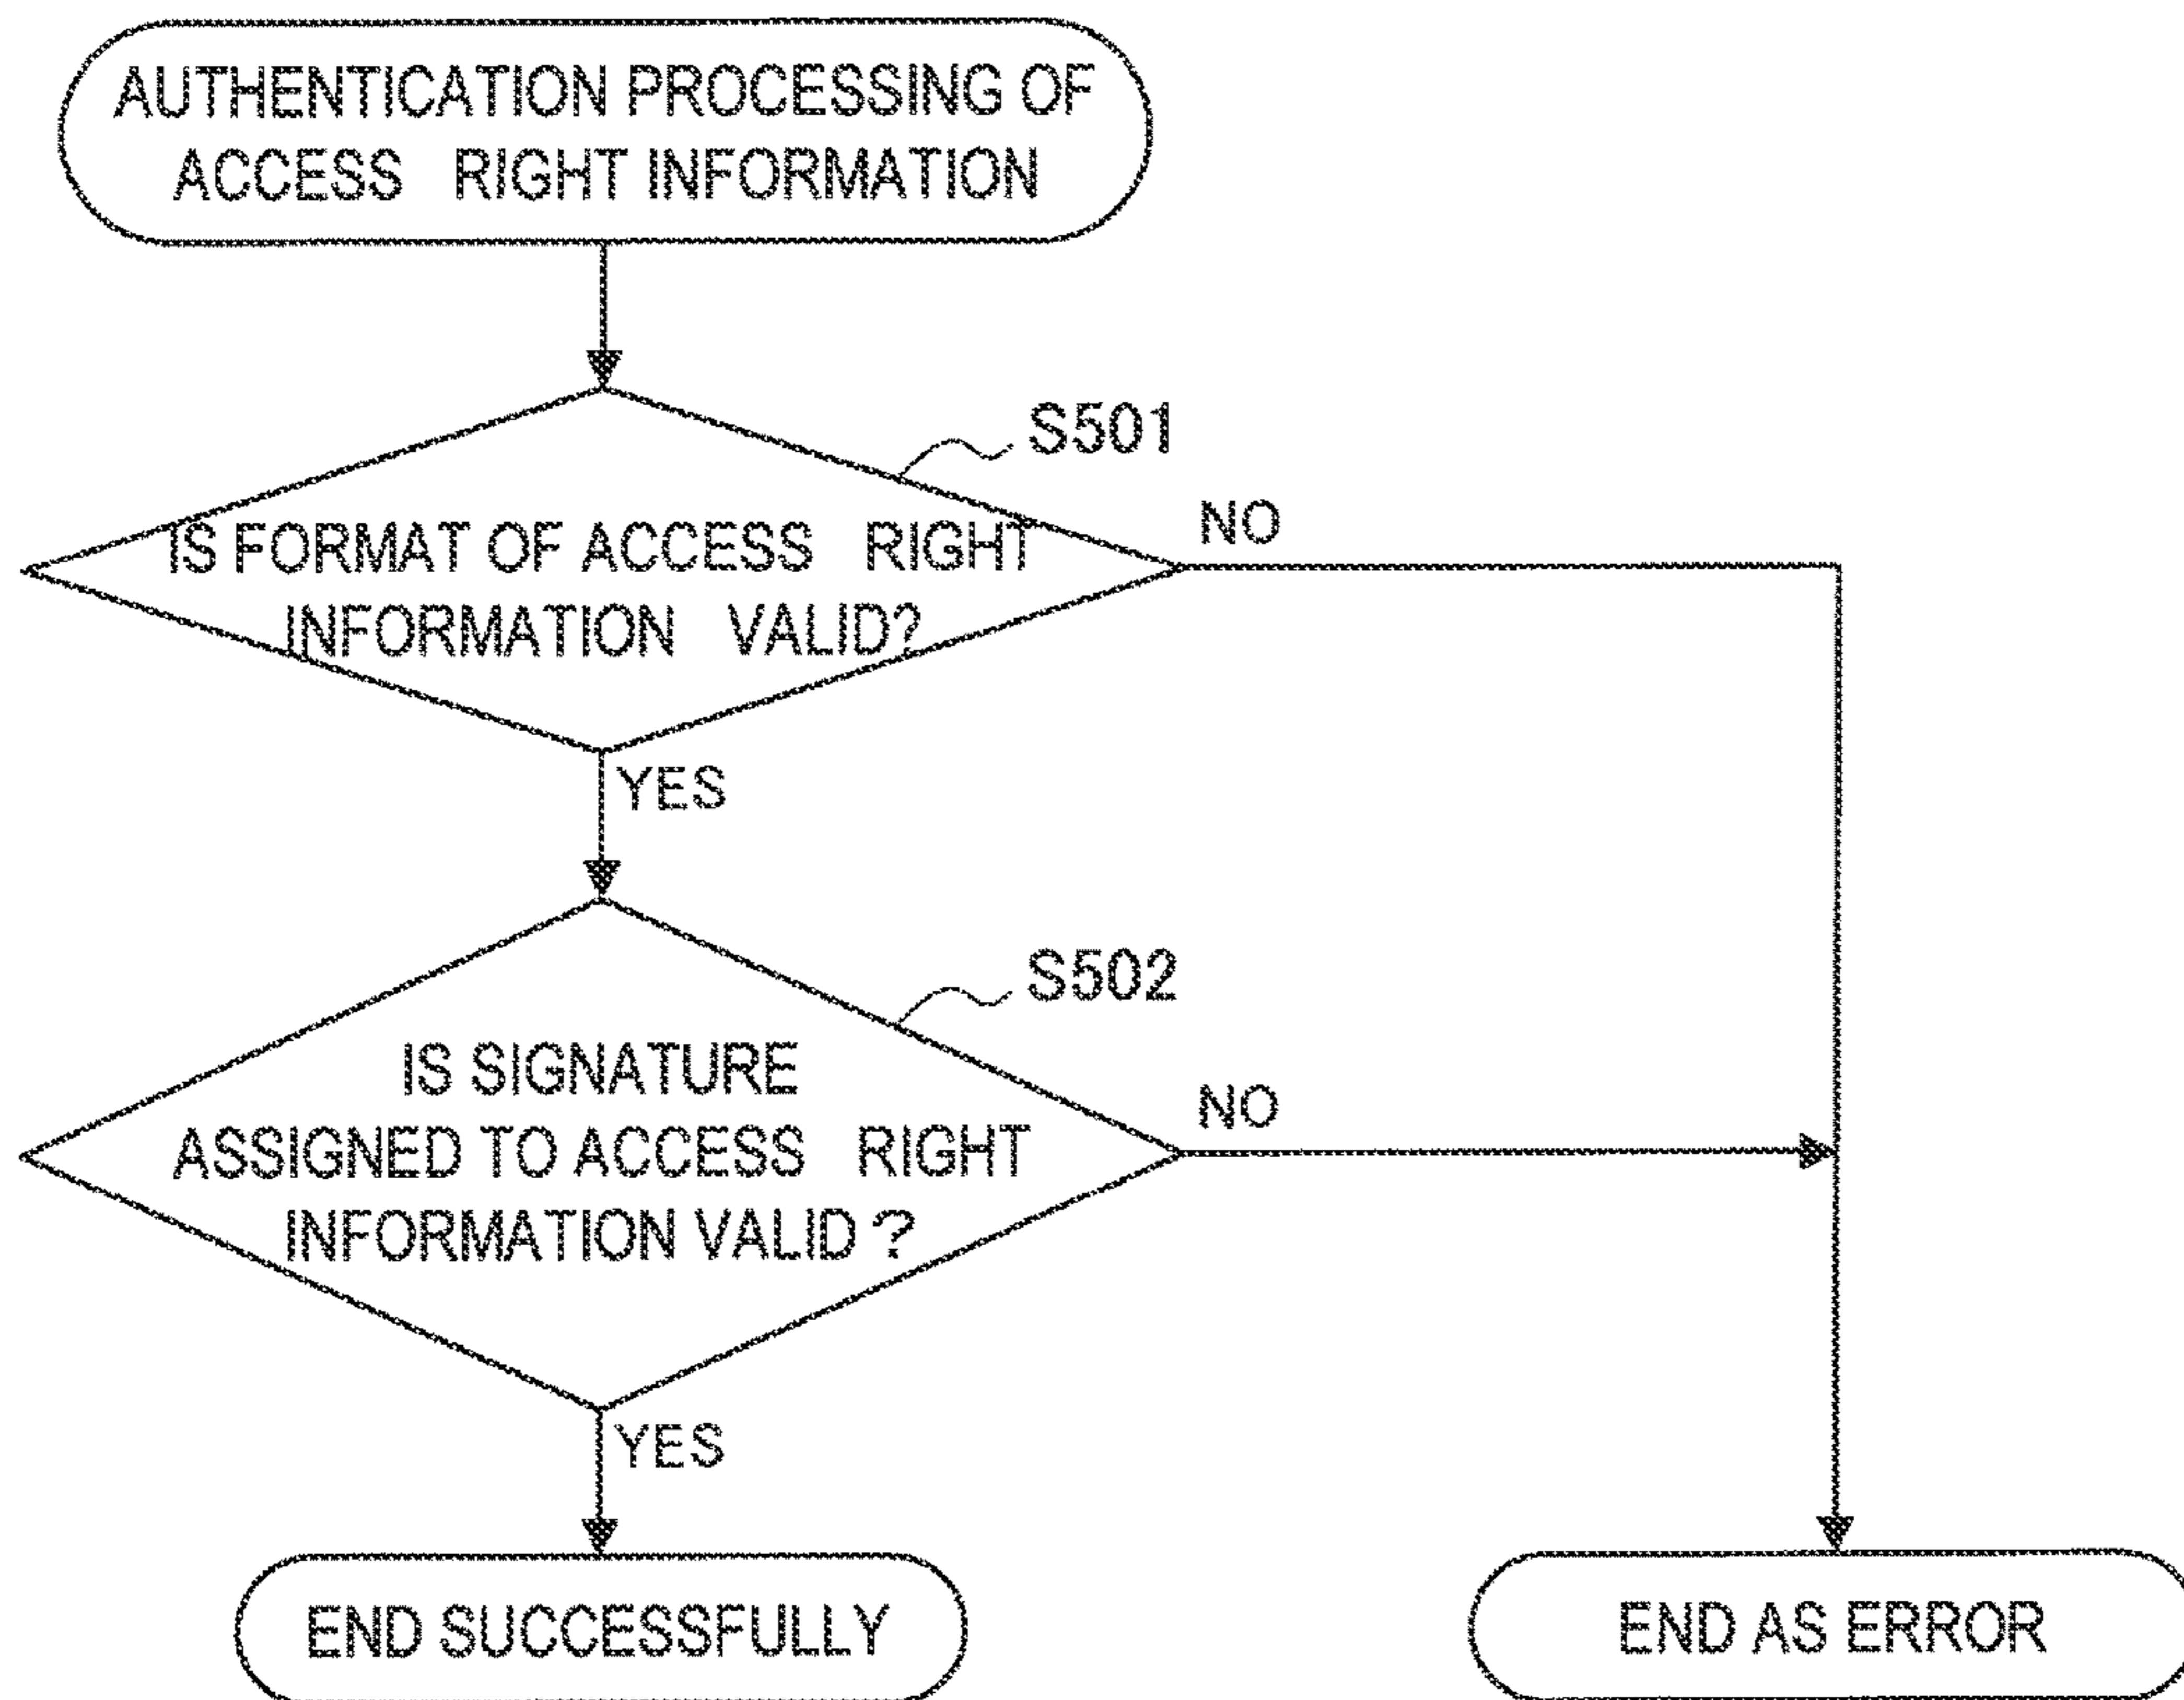 AUTHENTICATION PROCESSING OF
ACCESS RIGHT INFORMATION
S501
IS FORMAT OF ACCESS RIGHT
INFORMATION VALID?
NO
YES
S502
IS SIGNATURE
ASSIGNED TO ACCESS RIGHT
INFORMATION VALID ?
NO
YES
END SUCCESSFULLY
END AS ERROR